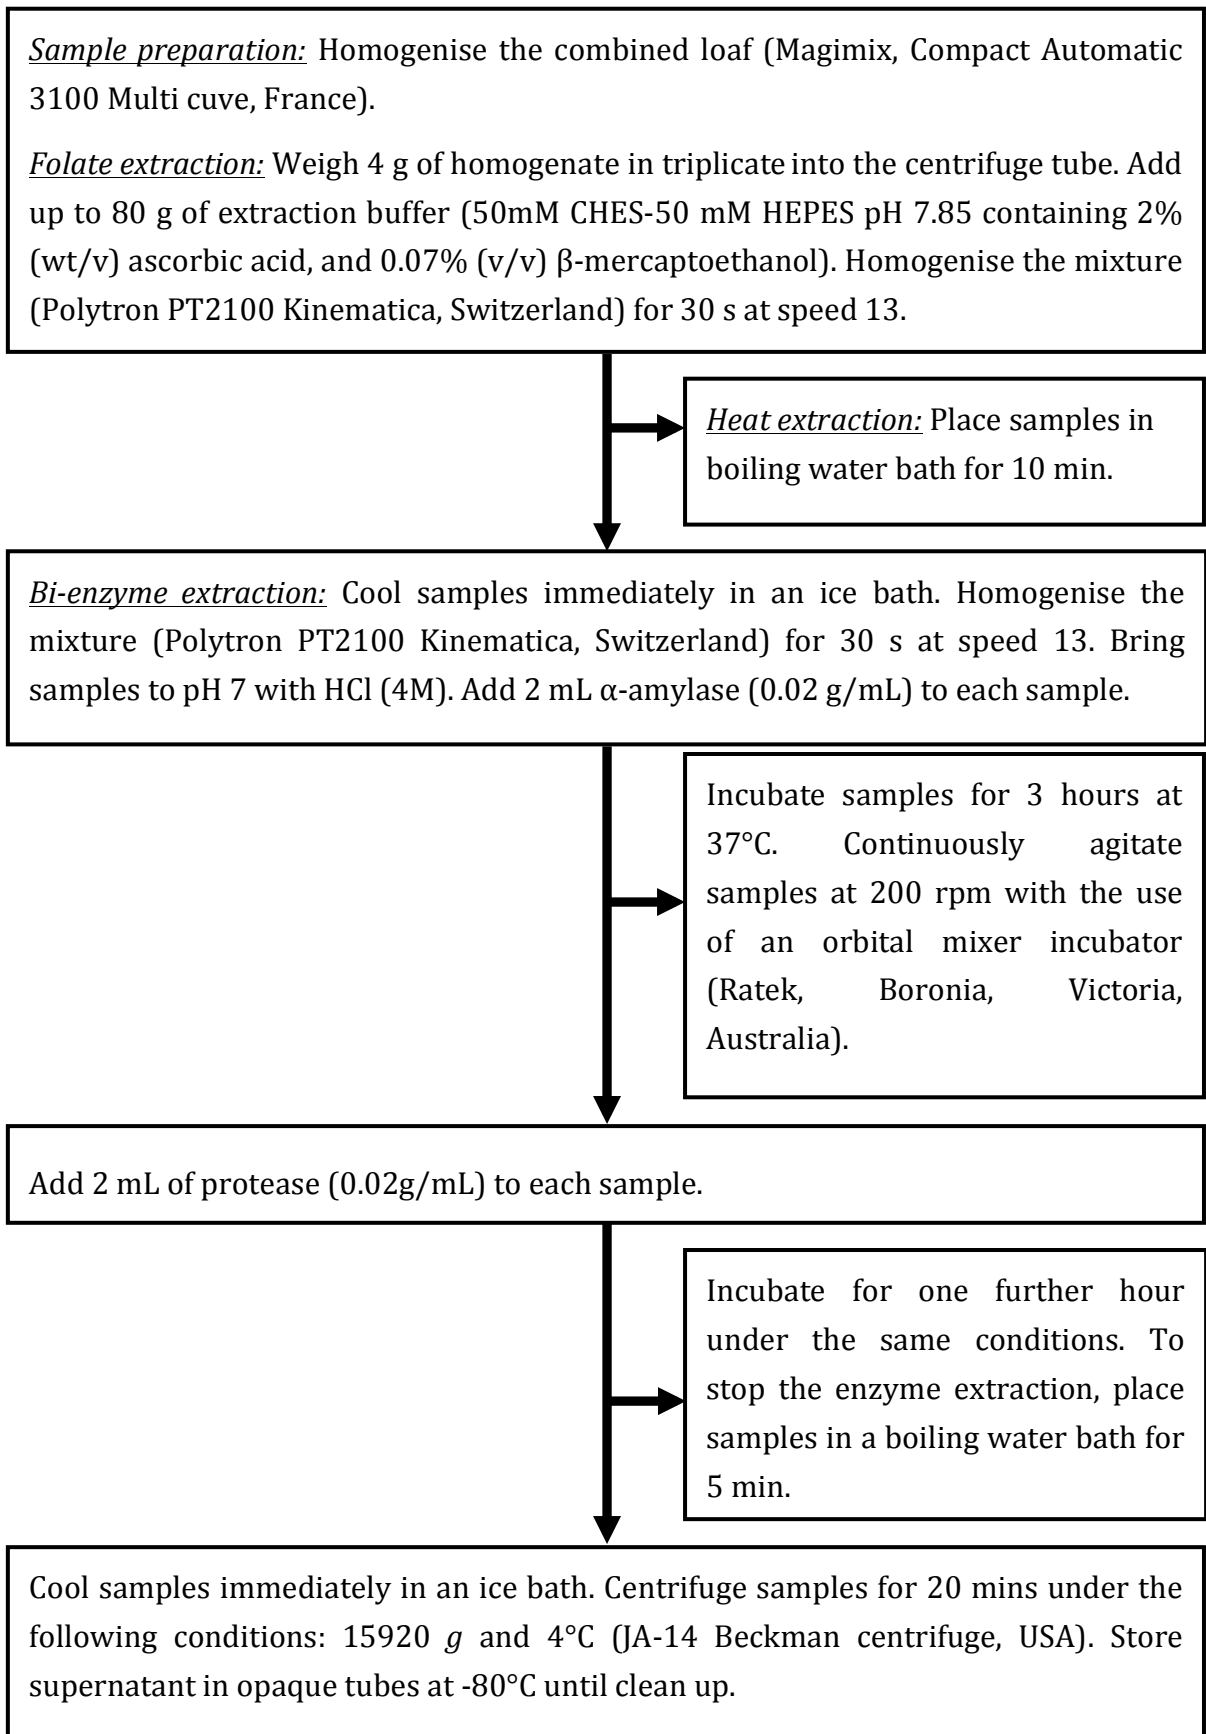 Sample preparation: Homogenise the combined loaf (Magimix, Compact Automatic
3100 Multi cuve, France).
Folate extraction: Weigh 4 g of homogenate in triplicate into the centrifuge tube. Add
up to 80 g of extraction buffer (50mM CHES-50 mM HEPES pH 7.85 containing 2%
(wt/v) ascorbic acid, and 0.07% (v/v) β-mercaptoethanol). Homogenise the mixture
(Polytron PT2100 Kinematica, Switzerland) for 30 s at speed 13.
Heat extraction: Place samples in
boiling water bath for 10 min.
Bi-enzyme extraction: Cool samples immediately in an ice bath. Homogenise the
mixture (Polytron PT2100 Kinematica, Switzerland) for 30 s at speed 13. Bring
samples to pH 7 with HCl (4M). Add 2 mL α-amylase (0.02 g/mL) to each sample.
Incubate samples for 3 hours at
37°C. Continuously agitate
samples at 200 rpm with the use
of an orbital mixer incubator
(Ratek, Boronia, Victoria,
Australia).
Add 2 mL of protease (0.02g/mL) to each sample.
Incubate for one further hour
under the same conditions. To
stop the enzyme extraction, place
samples in a boiling water bath for
5 min.
Cool samples immediately in an ice bath. Centrifuge samples for 20 mins under the
following conditions: 15920 g and 4°C (JA-14 Beckman centrifuge, USA). Store
supernatant in opaque tubes at -80°C until clean up.